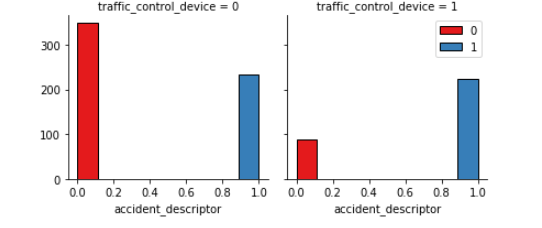 traffic_control_device = 0
traffic_control_device = 1
0
1
300
200
100
0
0.0 0.2 0.4 0.6 0.8 1.0
0.0 0.2 0.4 0.6 0.8 1.0
accident_descriptor
accident_descriptor